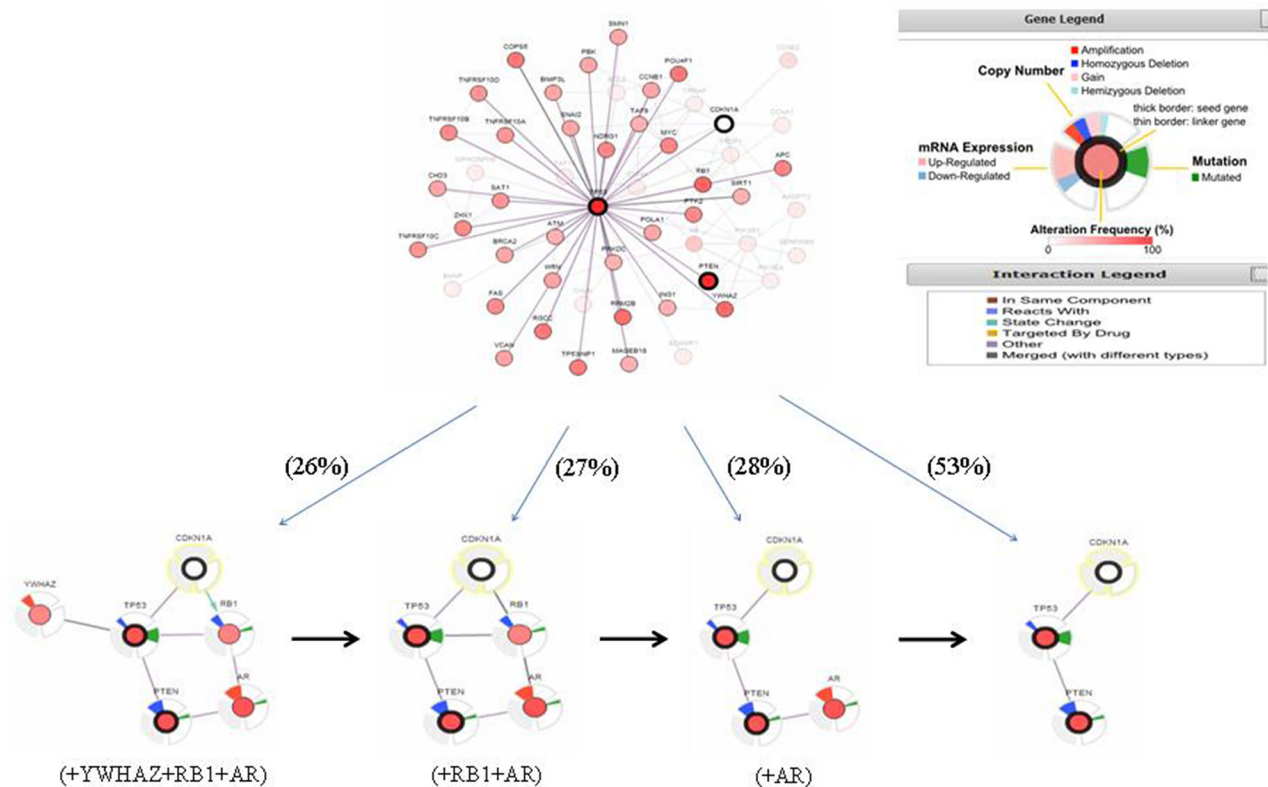 SMN1
COPS5
PBK
POU4F1
TNFRSF10D
BNIP3L
CCNB1
CDKN1A
TNFRSF10B
TNFRSF10A
SNAI2
TAF9
NDRG1
MYC
APC
RB1
CHD3
SAT1
TP53
SIRT1
PTK2
ZHX1
POLA1
TNFRSF10C
BRCA2
ATM
PRKDC
WRN
PTEN
FAS
RRM2B
ING1
YWHAZ
RGCC
VCAN
MAGEB18
Gene Legend
Amplification
Homozygous Deletion
Gain
Hemizygous Deletion
Copy Number
thick border: seed gene
thin border: linker gene
mRNA Expression
Up-Regulated
Down-Regulated
Mutation
Mutated
Alteration Frequency (%)
0
100
Interaction Legend
In Same Component
Reacts With
State Change
Targeted By Drug
Other
Merged (with different types)
(26%)
(27%)
(28%)
(53%)
CDKN1A
YWHAZ
TP53
RB1
PTEN
AR
(+YWHAZ+RB1+AR)
CDKN1A
TP53
RB1
PTEN
AR
(+RB1+AR)
CDKN1A
TP53
PTEN
AR
(+AR)
CDKN1A
TP53
PTEN